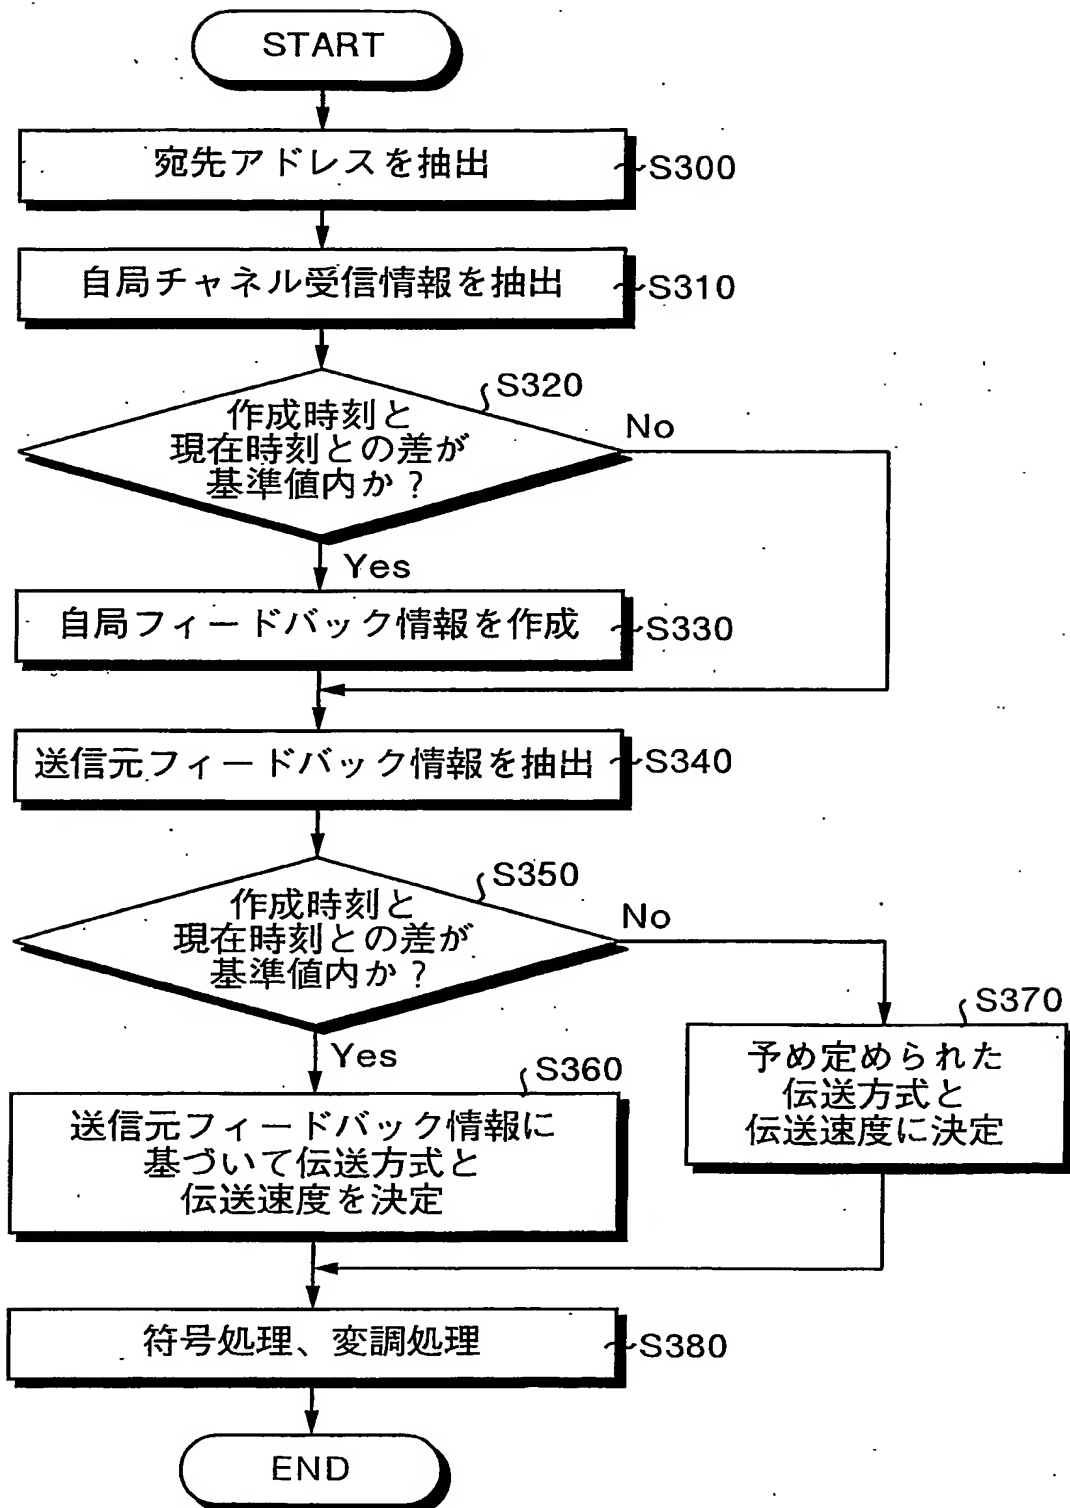 START
宛先アドレスを抽出
S300
自局チャネル受信情報を抽出
S310
S320
作成時刻と
現在時刻との差が
基準値内か?
No
Yes
自局フィードバック情報を作成
S330
送信元フィードバック情報を抽出
S340
S350
作成時刻と
現在時刻との差が
基準値内か?
No
Yes
S370
予め定められた
伝送方式と
伝送速度に決定
S360
送信元フィードバック情報に
基づいて伝送方式と
伝送速度を決定
符号処理、変調処理
S380
END